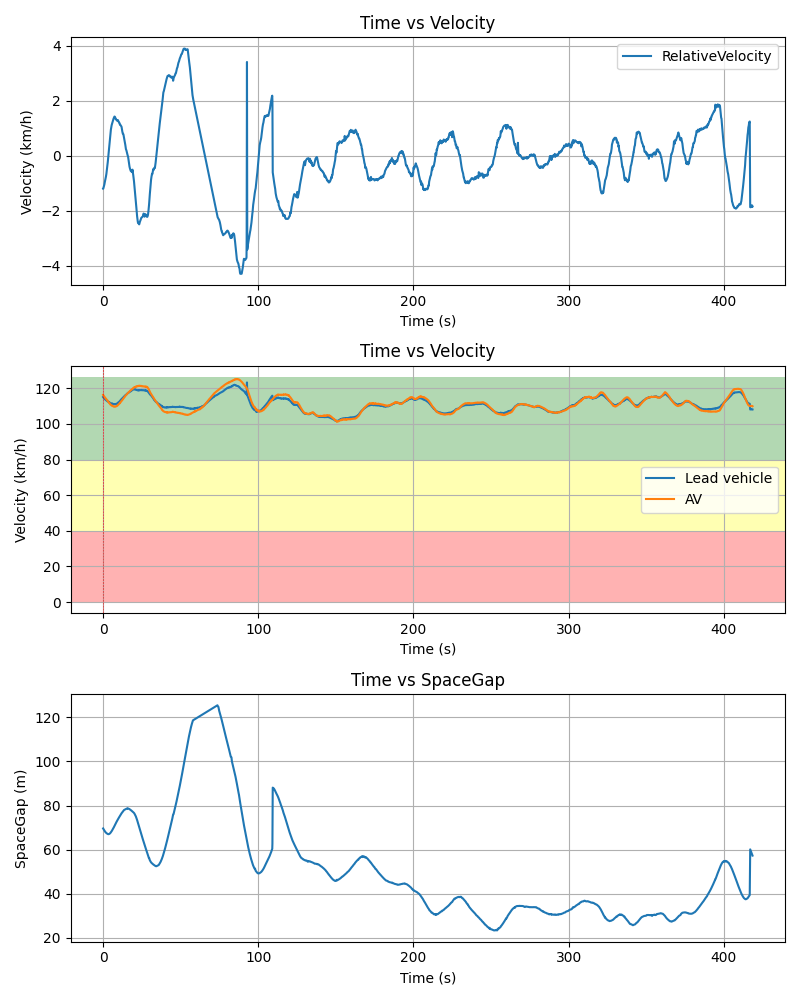 Time vs Velocity
4
2
0
−2
−4
Velocity (km/h)
RelativeVelocity
0 100 200 300 400
Time (s)
Time vs Velocity
120
100
80
60
40
20
0
Velocity (km/h)
Lead vehicle
AV
0 100 200 300 400
Time (s)
Time vs SpaceGap
120
100
80
60
40
20
SpaceGap (m)
0 100 200 300 400
Time (s)